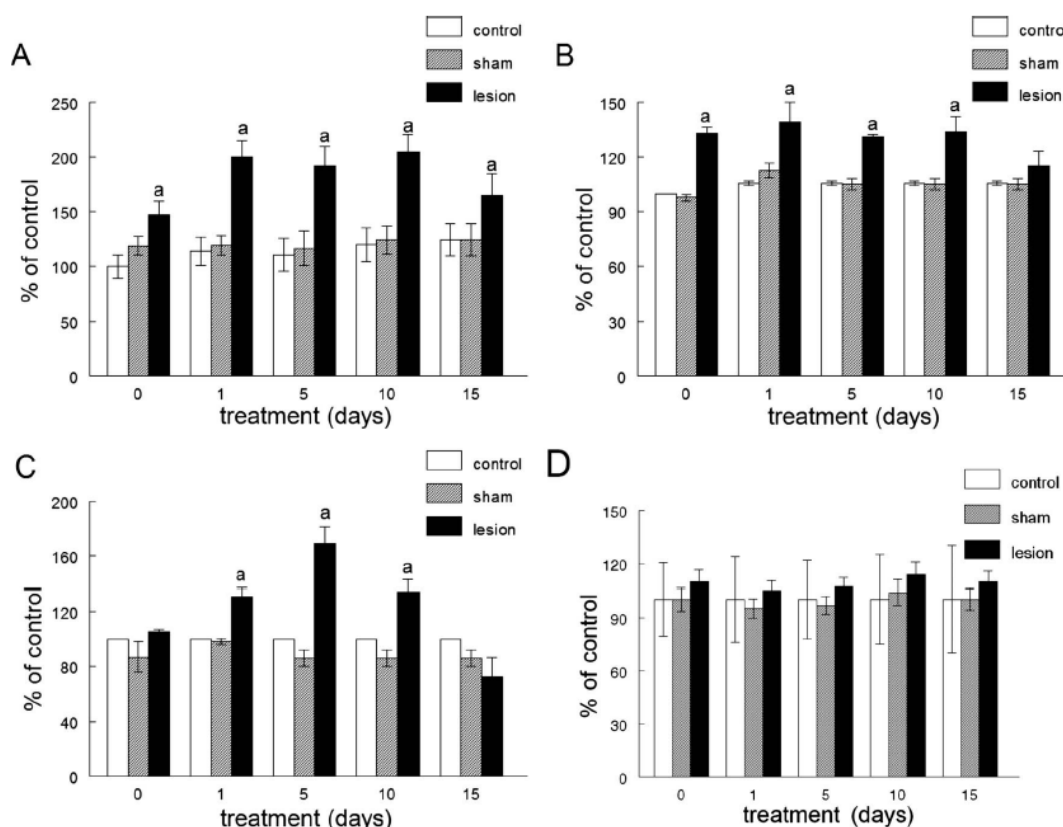 A
control
sham
lesion
250
200
150
100
50
0
% of control
a a a a a
0 1 5 10 15
treatment (days)
B
control
sham
lesion
150
120
90
60
30
0
% of control
a a a a
0 1 5 10 15
treatment (days)
C
control
sham
lesion
200
160
120
80
40
0
% of control
a a a
0 1 5 10 15
treatment (days)
D
control
sham
lesion
150
120
90
60
30
0
% of control
0 1 5 10 15
treatment (days)